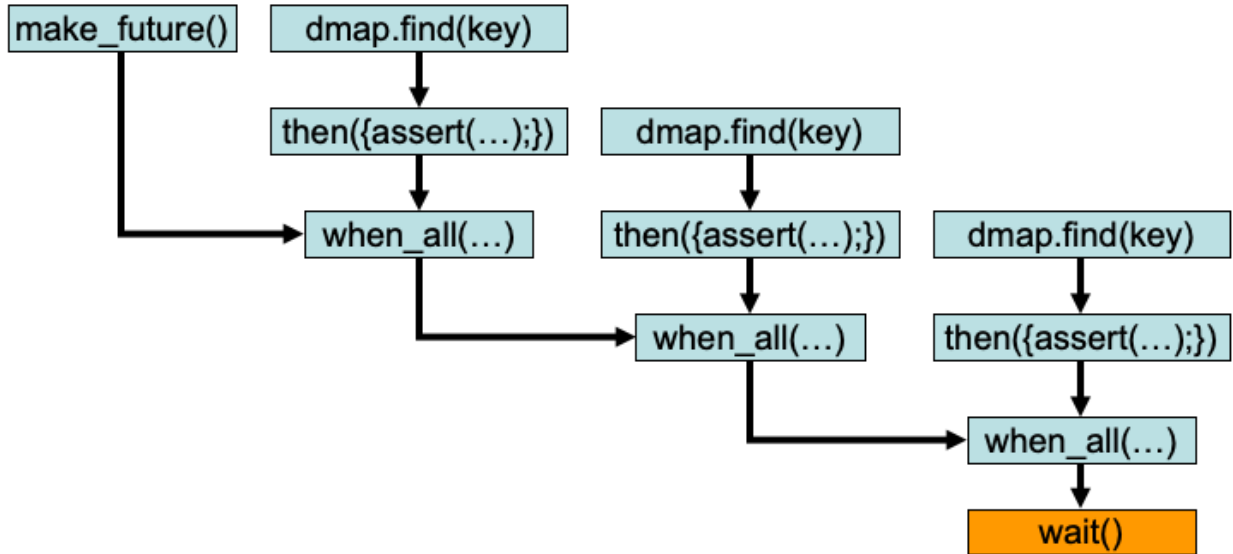 make_future()
dmap.find(key)
then({assert(…);})
dmap.find(key)
when_all(…)
then({assert(…);})
dmap.find(key)
when_all(…)
then({assert(…);})
when_all(…)
wait()